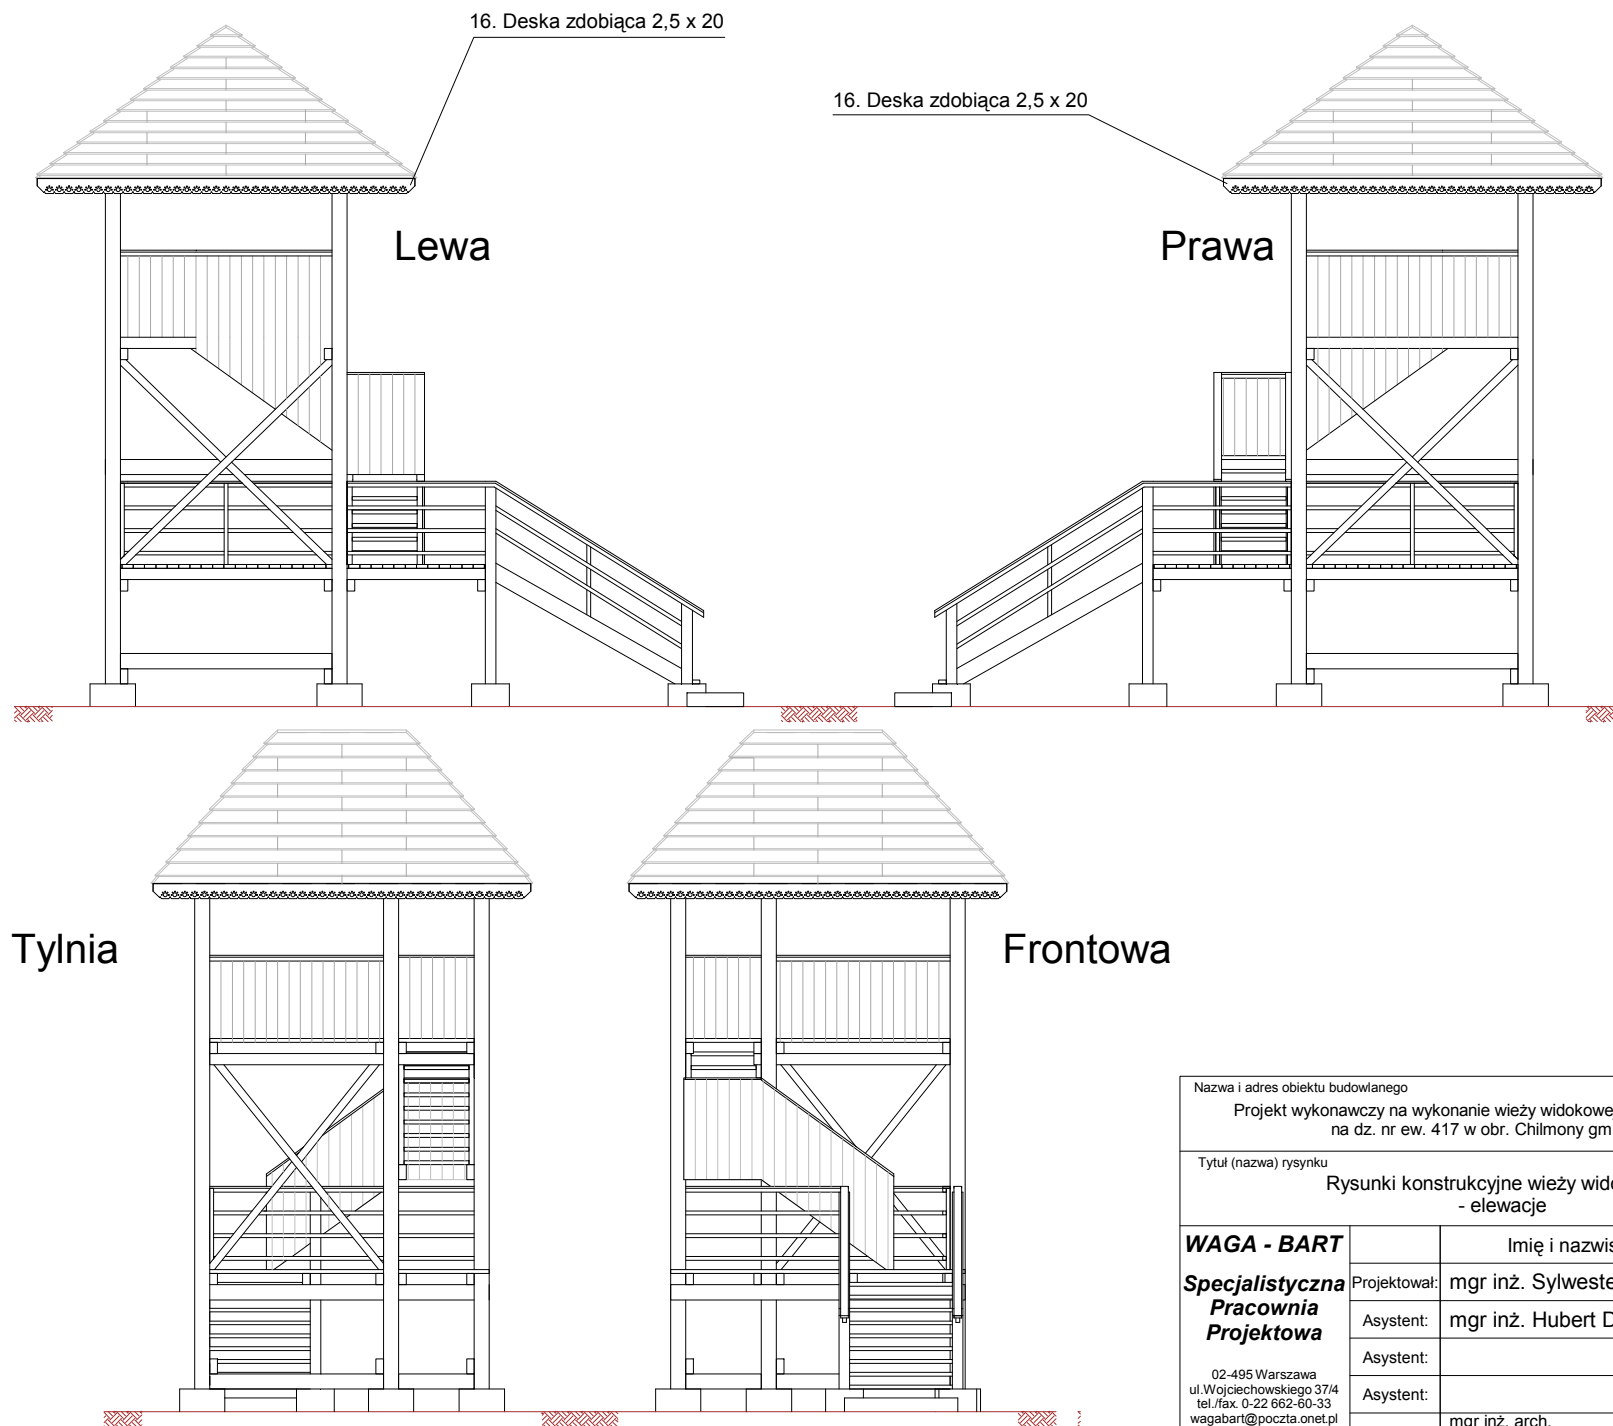 16. Deska zdobiąca 2,5 x 20
16. Deska zdobiąca 2,5 x 20
Lewa
Prawa
Tylnia
Frontowa
Nazwa i adres obiektu budowlanego
Projekt wykonawczy na wykonanie wieży widokowe
na dz. nr ew. 417 w obr. Chilmony gm
Tytuł (nazwa) rysynku
Rysunki konstrukcyjne wieży wido
- elewacje
WAGA - BART
Specjalistyczna
Pracownia
Projektowa
02-495 Warszawa
ul.Wojciechowskiego 37/4
tel./fax. 0-22 662-60-33
wagabart@poczta.onet.pl
Imię i nazwis
Projektował: mgr inż. Sylweste
Asystent: mgr inż. Hubert D
Asystent:
Asystent:
mgr inż. arch.